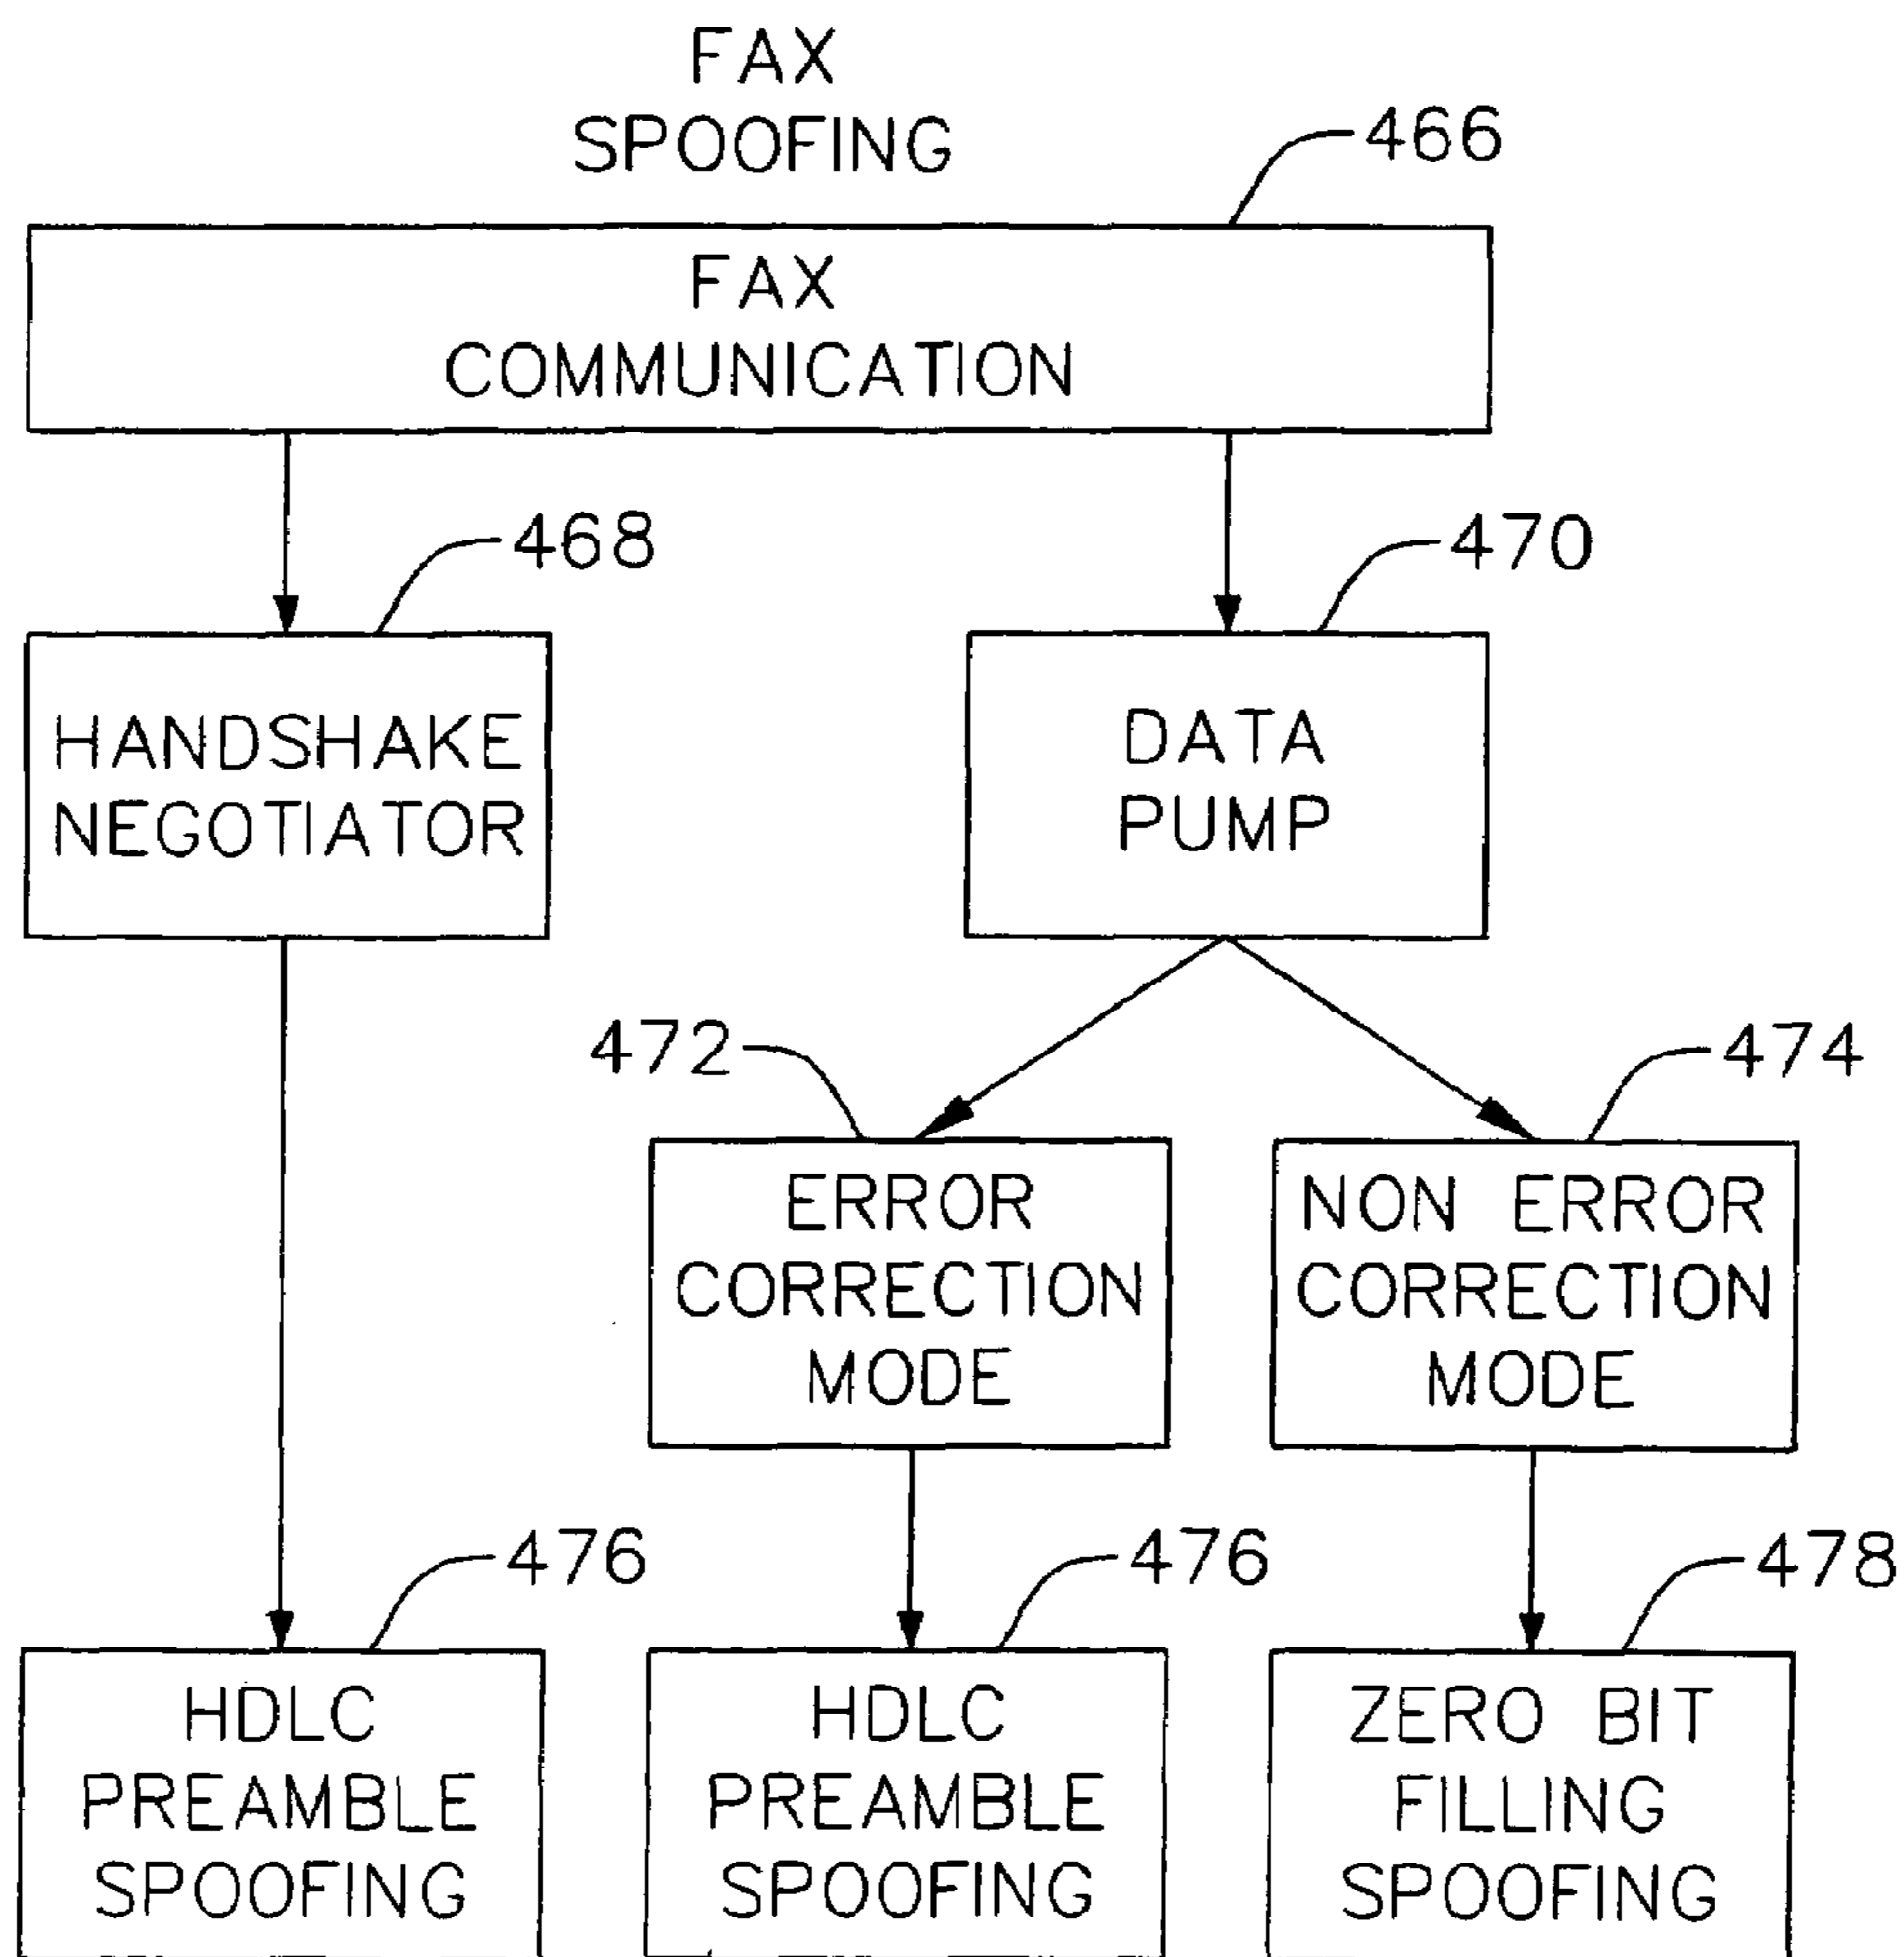 FAX
SPOOFING
466
FAX
COMMUNICATION
468
470
HANDSHAKE
NEGOTIATOR
DATA
PUMP
472
474
ERROR
CORRECTION
MODE
NON ERROR
CORRECTION
MODE
476
476
478
HDLC
PREAMBLE
SPOOFING
HDLC
PREAMBLE
SPOOFING
ZERO BIT
FILLING
SPOOFING